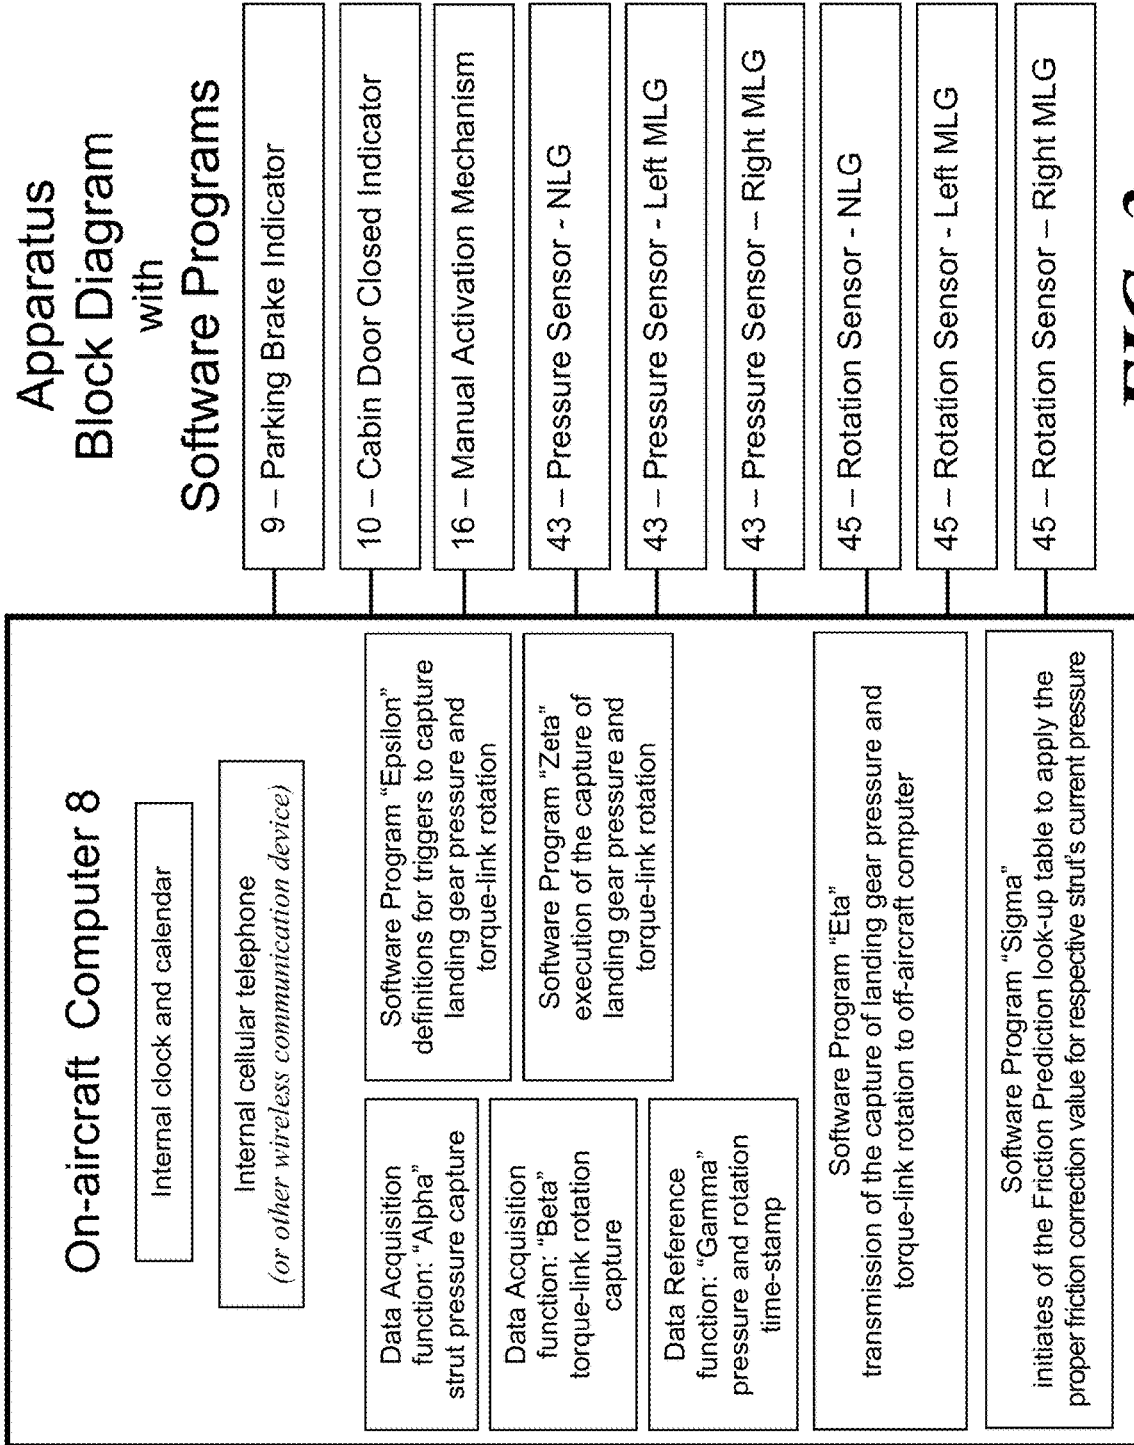 Apparatus
Block Diagram
with
Software Programs
On-aircraft Computer 8
Internal clock and calendar
Internal cellular telephone
(or other wireless communication device)
Data Acquisition
function: “Alpha”
strut pressure capture
Data Acquisition
function: “Beta”
torque-link rotation
capture
Data Reference
function: “Gamma”
pressure and rotation
time-stamp
Software Program “Epsilon”
definitions for triggers to capture
landing gear pressure and
torque-link rotation
Software Program “Zeta”
execution of the capture of
landing gear pressure and
torque-link rotation
Software Program “Eta”
transmission of the capture of landing gear pressure and
torque-link rotation to off-aircraft computer
Software Program “Sigma”
initiates of the Friction Prediction look-up table to apply the
proper friction correction value for respective strut's current pressure
9 – Parking Brake Indicator
10 – Cabin Door Closed Indicator
16 – Manual Activation Mechanism
43 – Pressure Sensor - NLG
43 – Pressure Sensor - Left MLG
43 – Pressure Sensor – Right MLG
45 – Rotation Sensor - NLG
45 – Rotation Sensor - Left MLG
45 – Rotation Sensor – Right MLG